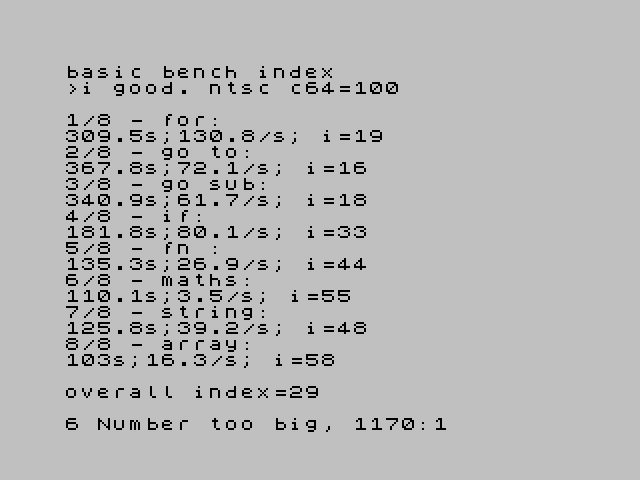 basic bench index
>i good. ntsc c64=100
1/8 - for:
309.5s;130.8/s; i=19
2/8 - go to:
367.8s;72.1/s; i=16
3/8 - go sub:
340.9s;61.7/s; i=18
4/8 - if:
181.8s;80.1/s; i=33
5/8 - fn :
135.3s;26.9/s; i=44
6/8 - maths:
110.1s;3.5/s; i=55
7/8 - string:
125.8s;39.2/s; i=48
8/8 - array:
103s;16.3/s; i=58
overall index=29
6 Number too big, 1170:1